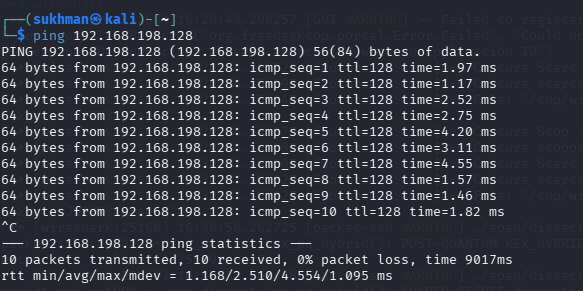 ┌──(sukhman㉿kali)-[~]
└─$ ping 192.168.198.128
PING 192.168.198.128 (192.168.198.128) 56(84) bytes of data.
64 bytes from 192.168.198.128: icmp_seq=1 ttl=128 time=1.97 ms
64 bytes from 192.168.198.128: icmp_seq=2 ttl=128 time=1.17 ms
64 bytes from 192.168.198.128: icmp_seq=3 ttl=128 time=2.52 ms
64 bytes from 192.168.198.128: icmp_seq=4 ttl=128 time=2.75 ms
64 bytes from 192.168.198.128: icmp_seq=5 ttl=128 time=4.20 ms
64 bytes from 192.168.198.128: icmp_seq=6 ttl=128 time=3.11 ms
64 bytes from 192.168.198.128: icmp_seq=7 ttl=128 time=4.55 ms
64 bytes from 192.168.198.128: icmp_seq=8 ttl=128 time=1.57 ms
64 bytes from 192.168.198.128: icmp_seq=9 ttl=128 time=1.46 ms
64 bytes from 192.168.198.128: icmp_seq=10 ttl=128 time=1.82 ms
^C
--- 192.168.198.128 ping statistics ---
10 packets transmitted, 10 received, 0% packet loss, time 9017ms
rtt min/avg/max/mdev = 1.168/2.510/4.554/1.095 ms